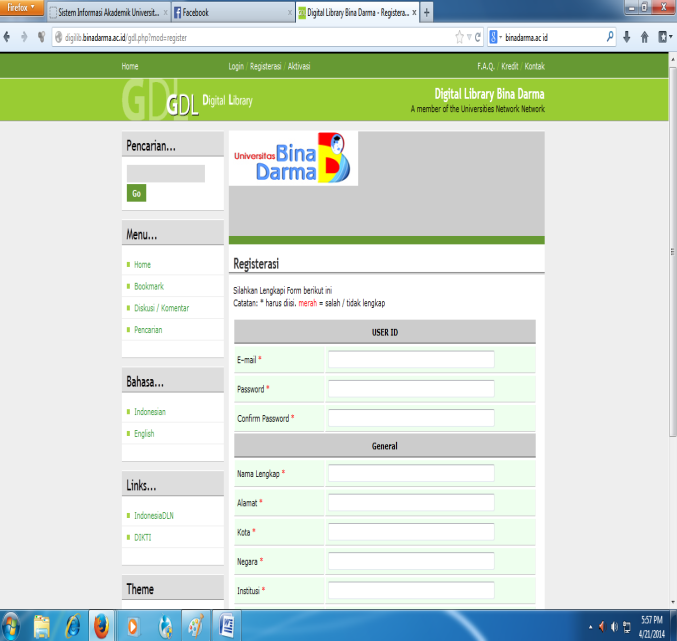 Firefox
Sistem Informasi Akademik Universit... ×
Facebook ×
Digital Library Bina Darma - Registera... ×
+
digilib.binadarma.ac.id/gdl.php?mod=register
binadarma.ac id
Home
Login / Registerasi / Aktivasi
F.A.Q. / Kredit / Kontak
GDL
GDL Digital Library
Digital Library Bina Darma
A member of the Universities Network Network
Pencarian...
Go
Menu...
Home
Bookmark
Diskusi / Komentar
Pencarian
Bahasa...
Indonesian
English
Links...
IndonesiaDLN
DIKTI
Theme
Universitas Bina
Darma
Registerasi
Silahkan Lengkapi Form berikut ini
Catatan: * harus diisi. merah = salah / tidak lengkap
USER ID
E-mail *
Password *
Confirm Password *
General
Nama Lengkap *
Alamat *
Kota *
Negara *
Institusi *
5:57 PM
4/21/2014